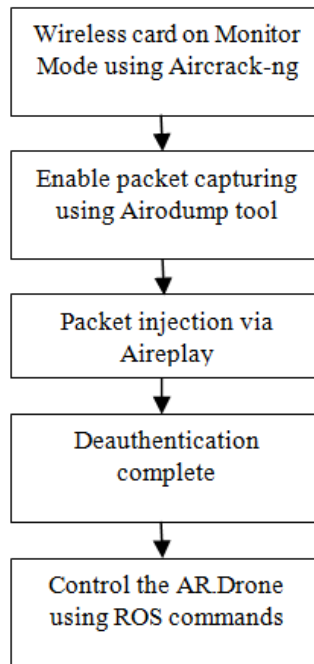 Wireless card on Monitor
Mode using Aircrack-ng
Enable packet capturing
using Airodump tool
Packet injection via
Aireplay
Deauthentication
complete
Control the AR.Drone
using ROS commands